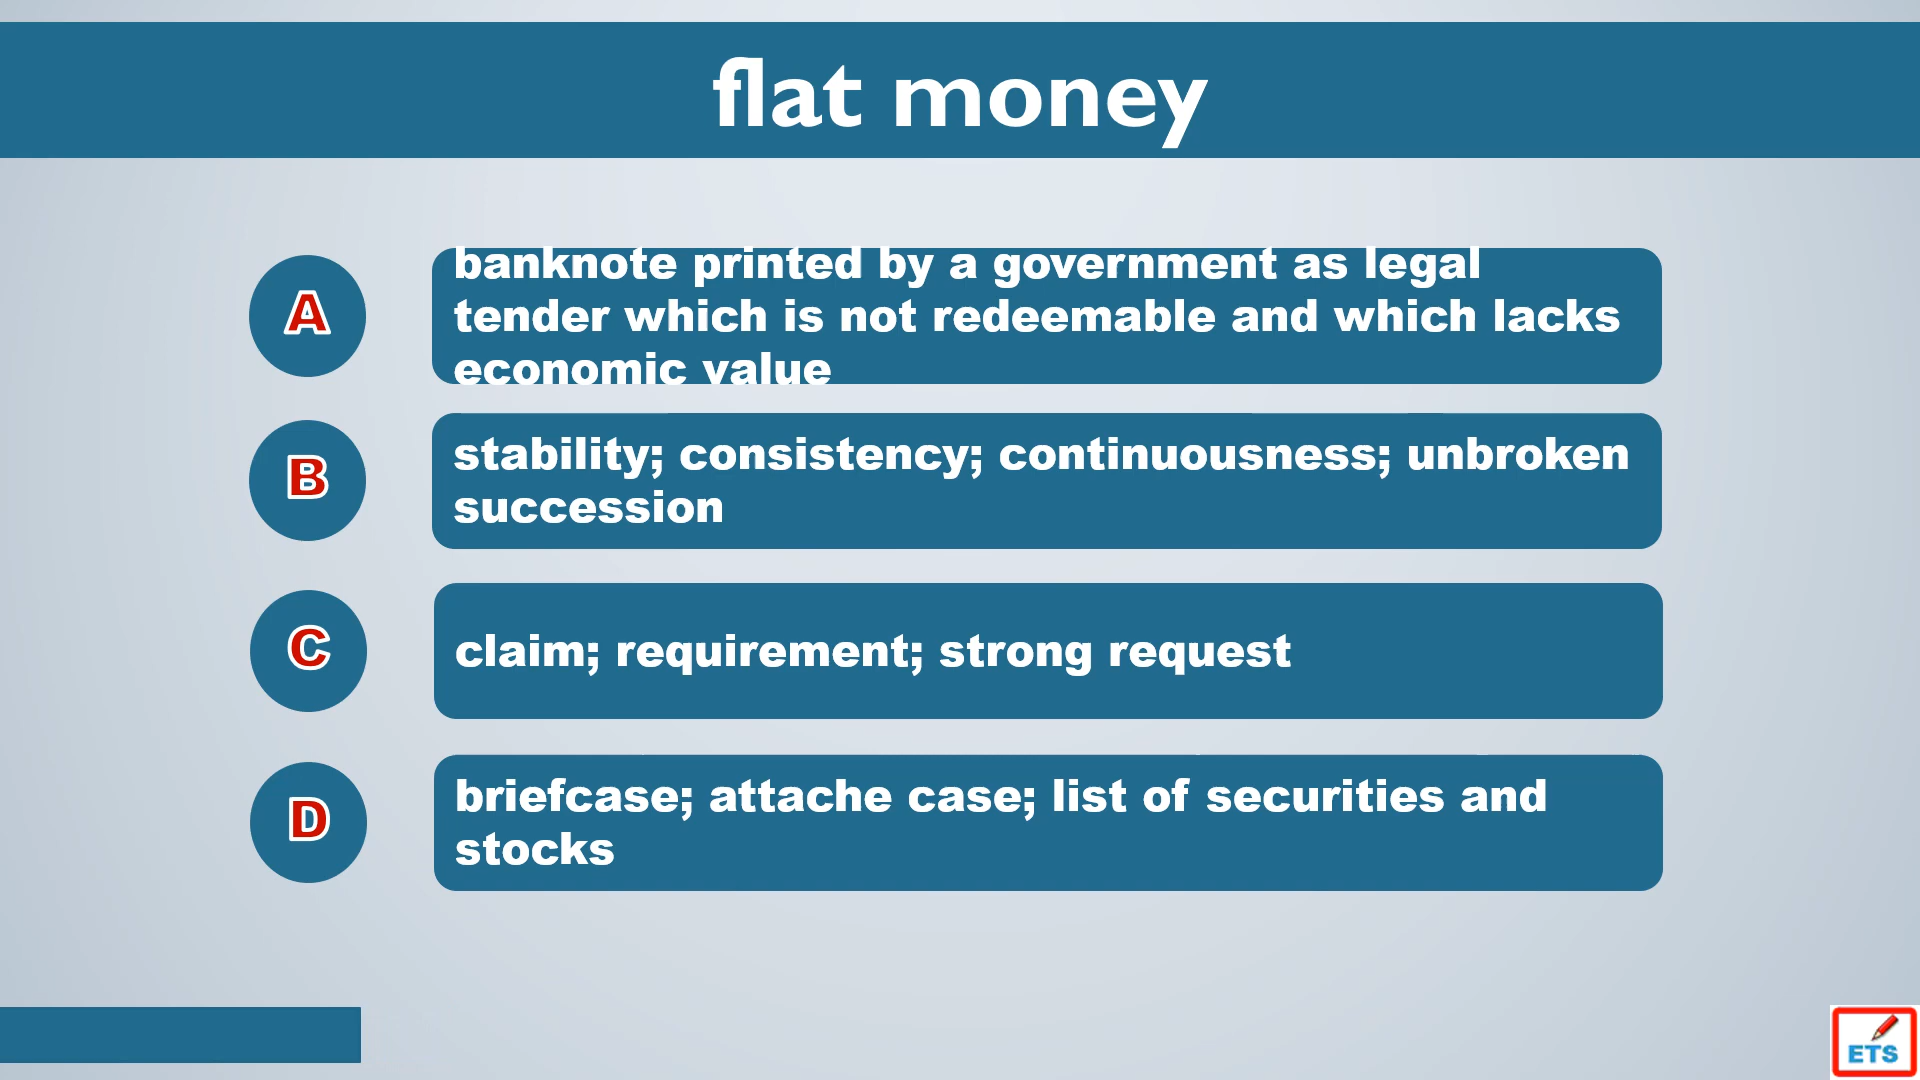 flat money
A
banknote printed by a government as legal
tender which is not redeemable and which lacks
economic value
B
stability; consistency; continuousness; unbroken
succession
C
claim; requirement; strong request
D
briefcase; attache case; list of securities and
stocks
ETS